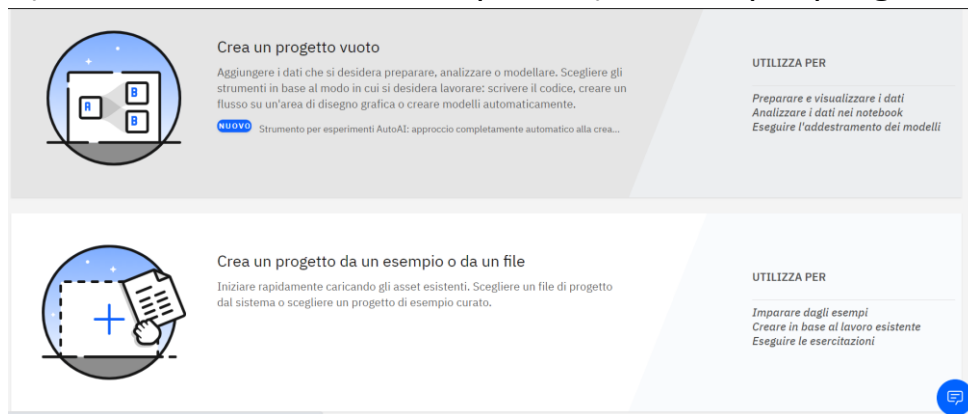 Crea un progetto vuoto
Aggiungere i dati che si desidera preparare, analizzare o modellare. Scegliere gli
strumenti in base al modo in cui si desidera lavorare: scrivere il codice, creare un
flusso su un'area di disegno grafica o creare modelli automaticamente.
NUOVO Strumento per esperimenti AutoAI: approccio completamente automatico alla crea...
UTILIZZA PER
Preparare e visualizzare i dati
Analizzare i dati nei notebook
Eseguire l'addestramento dei modelli
A
B
B
Crea un progetto da un esempio o da un file
Iniziare rapidamente caricando gli asset esistenti. Scegliere un file di progetto
dal sistema o scegliere un progetto di esempio curato.
UTILIZZA PER
Imparare dagli esempi
Creare in base al lavoro esistente
Eseguire le esercitazioni